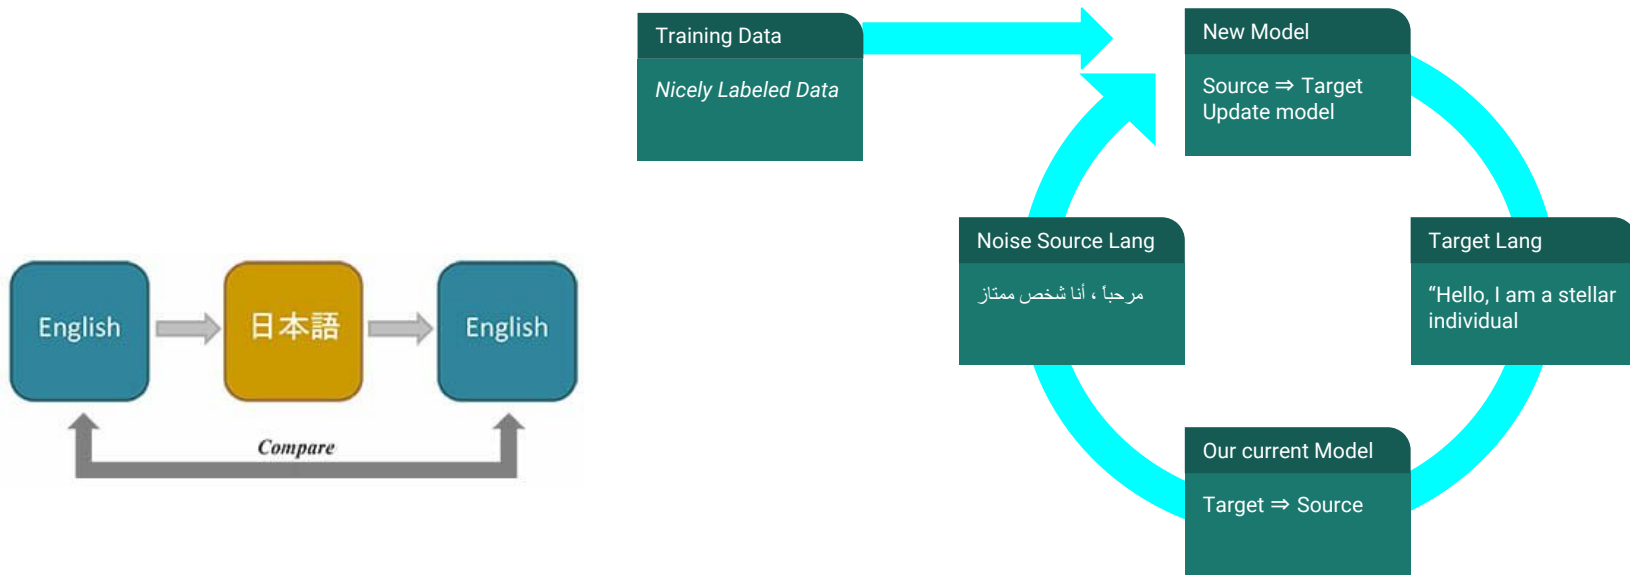 English
日本語
English
Compare
Training Data
Nicely Labeled Data
New Model
Source ⇒ Target
Update model
Noise Source Lang
مرحباً ، أنا شخص ممتاز
Target Lang
“Hello, I am a stellar
individual
Our current Model
Target ⇒ Source